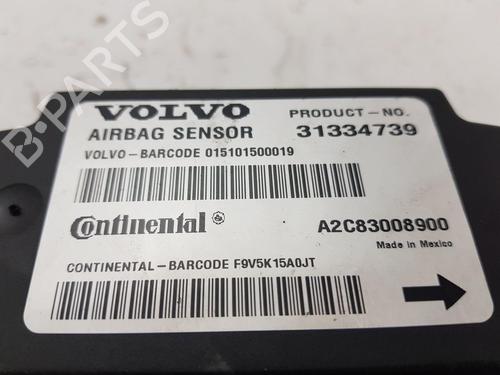 VOLVO
PRODUCT-NO.
AIRBAG SENSOR
31334739
VOLVO-BARCODE 015101500019
Continental
A2C83008900
Made in Mexico
CONTINENTAL-BARCODE F9V5K15A0JT
B-PARTS